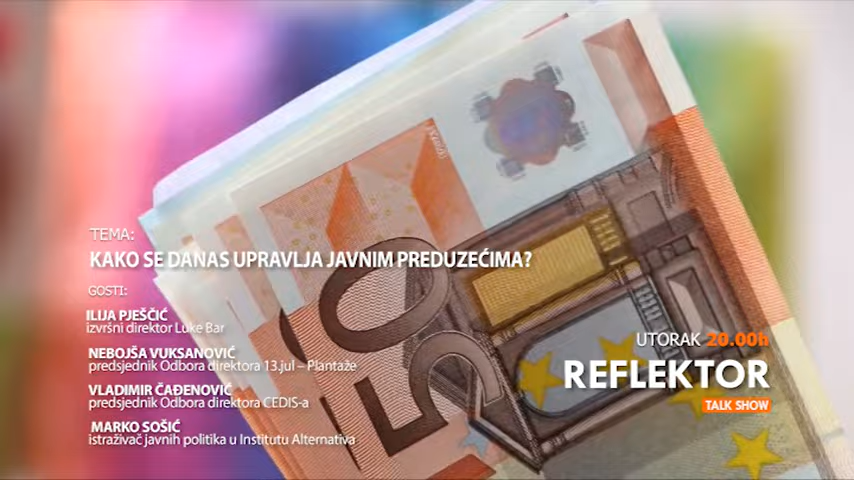 TEMA:
KAKO SE DANAS UPRAVLJA JAVNIM PREDUZEĆIMA?
GOSTI:
ILIJA PJEŠČIĆ
izvršni direktor Luke Bar
NEBOJŠA VUKSANOVIĆ
predsjednik Odbora direktora 13.jul – Plantaže
VLADIMIR ČAĐENOVIĆ
predsjednik Odbora direktora CEDIS-a
MARKO SOŠIĆ
istraživač javnih politika u Institutu Alternativa
50
UTORAK 20.00h
REFLEKTOR
TALK SHOW